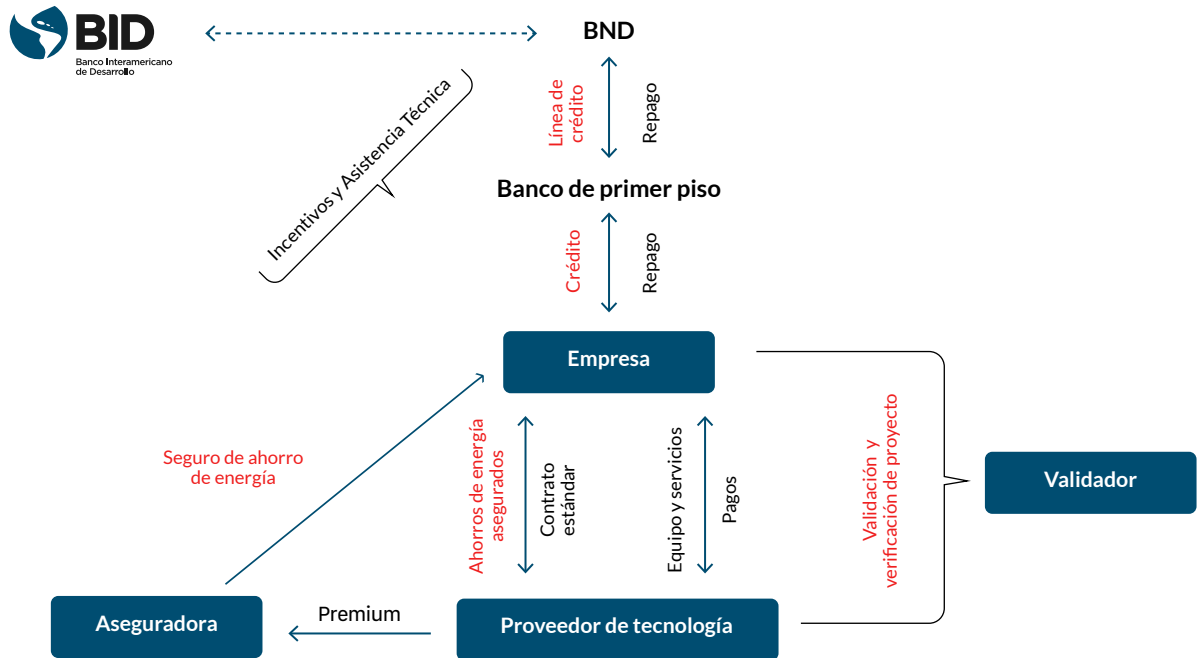 BID
Banco Interamericano
de Desarrollo
BND
Incentivos y Asistencia Técnica
Línea de
crédito
Repago
Banco de primer piso
Crédito
Repago
Empresa
Seguro de ahorro
de energía
Ahorros de energía
asegurados
Contrato
estándar
Equipo y servicios
Pagos
Validación y
verificación de proyecto
Validador
Aseguradora
Premium
Proveedor de tecnología